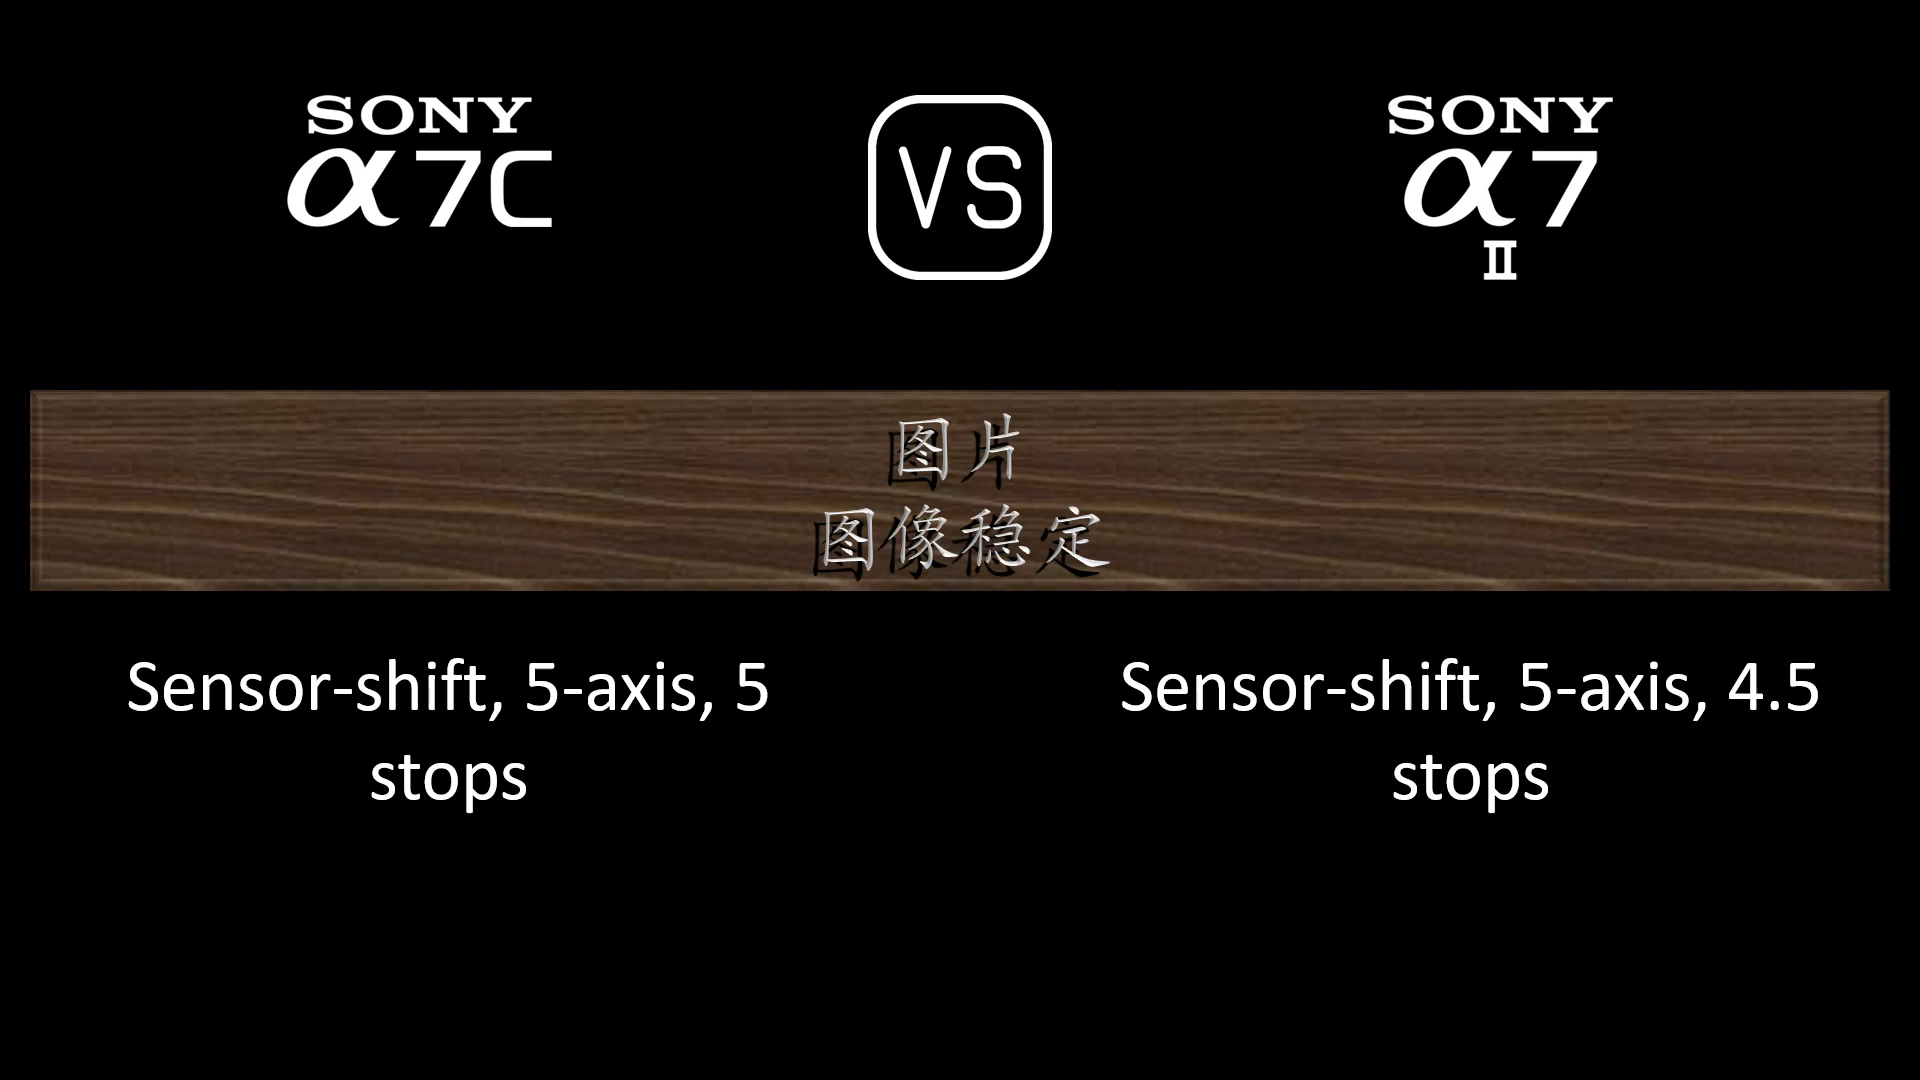 SONY
α7C
VS
SONY
α7
II
图片
图像稳定
Sensor-shift, 5-axis, 5
stops
Sensor-shift, 5-axis, 4.5
stops